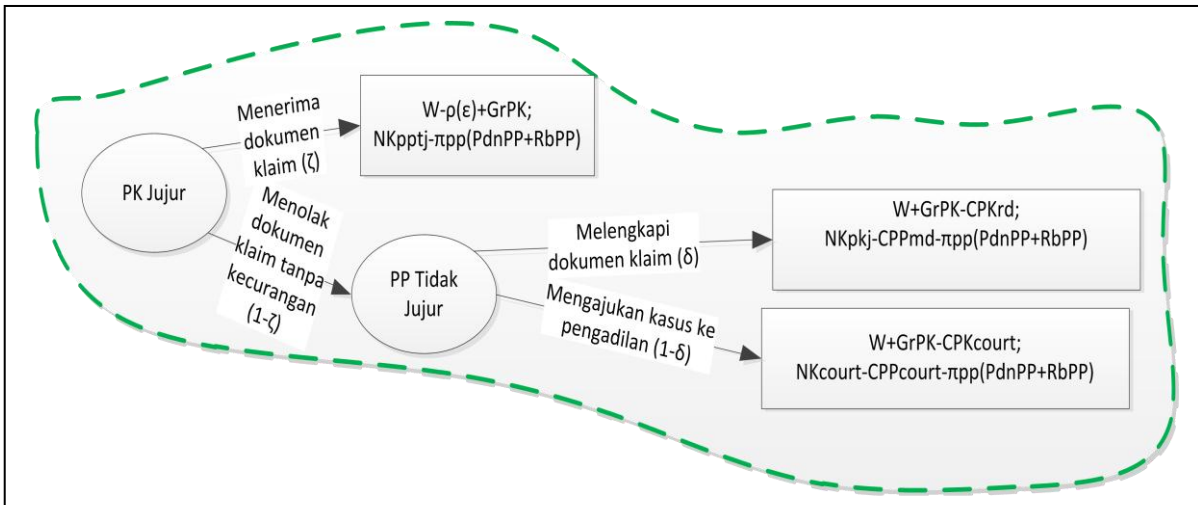 PK Jujur
Menerima
dokumen
klaim (ζ)
W-ρ(ε)+GrPK;
NKpptj-πpp(PdnPP+RbPP)
Menolak
dokumen
klaim tanpa
kecurangan
(1-ζ)
PP Tidak
Jujur
Melengkapi
dokumen klaim (δ)
W+GrPK-CPKrd;
NKpkj-CPPmd-πpp(PdnPP+RbPP)
Mengajukan kasus ke
pengadilan (1-δ)
W+GrPK-CPKcourt;
NKcourt-CPPcourt-πpp(PdnPP+RbPP)